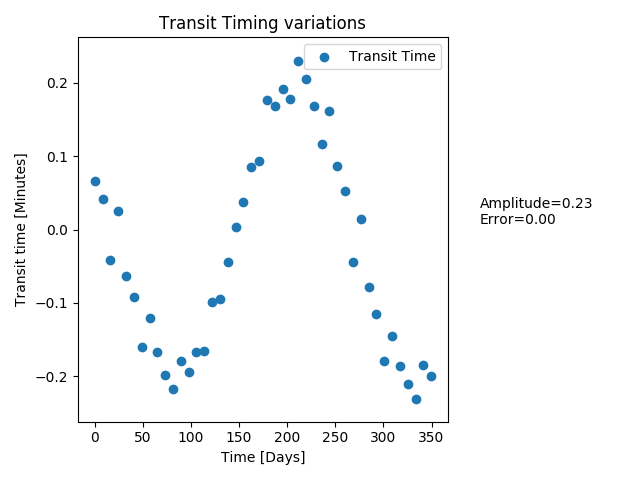 Transit Timing variations
Transit Time
0.2
0.1
0.0
−0.1
−0.2
Transit time [Minutes]
0
50
100
150
200
250
300
350
Time [Days]
Amplitude=0.23
Error=0.00